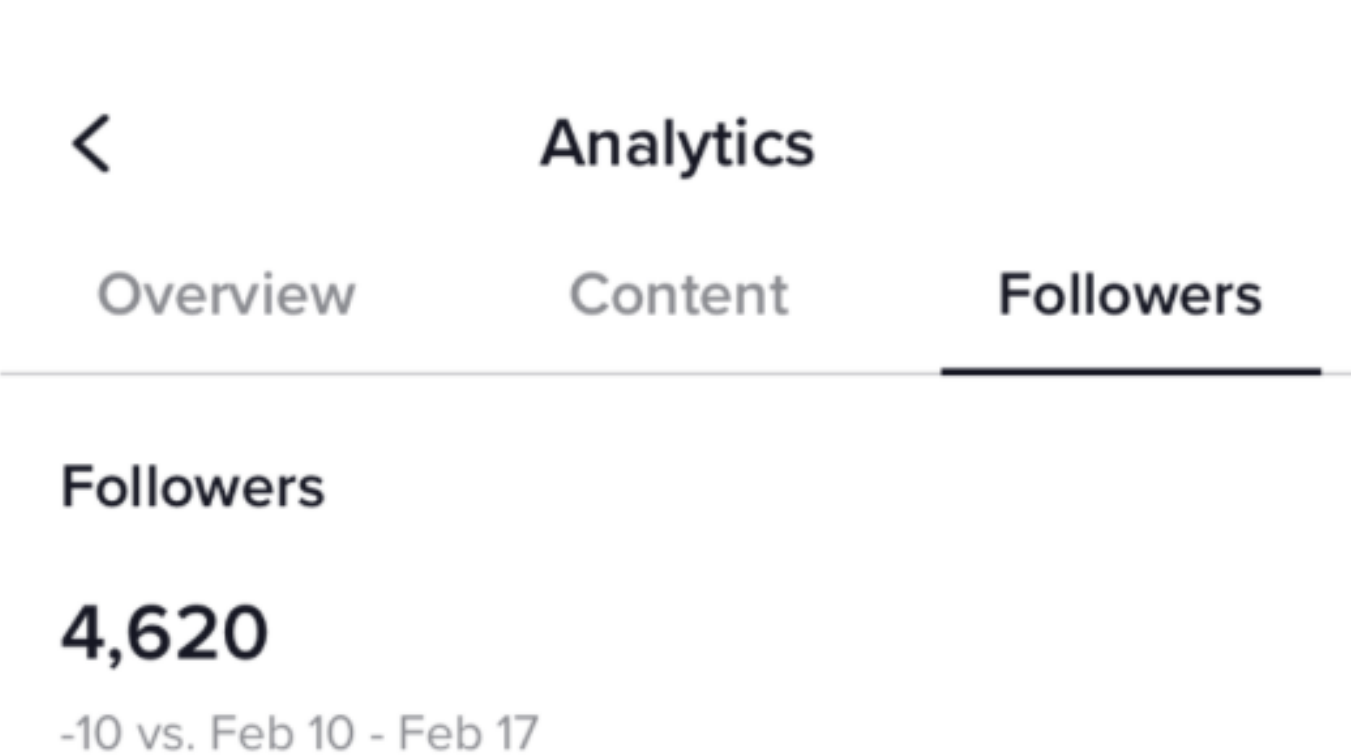 Analytics
Overview Content Followers
Followers
4,620
-10 vs. Feb 10 - Feb 17